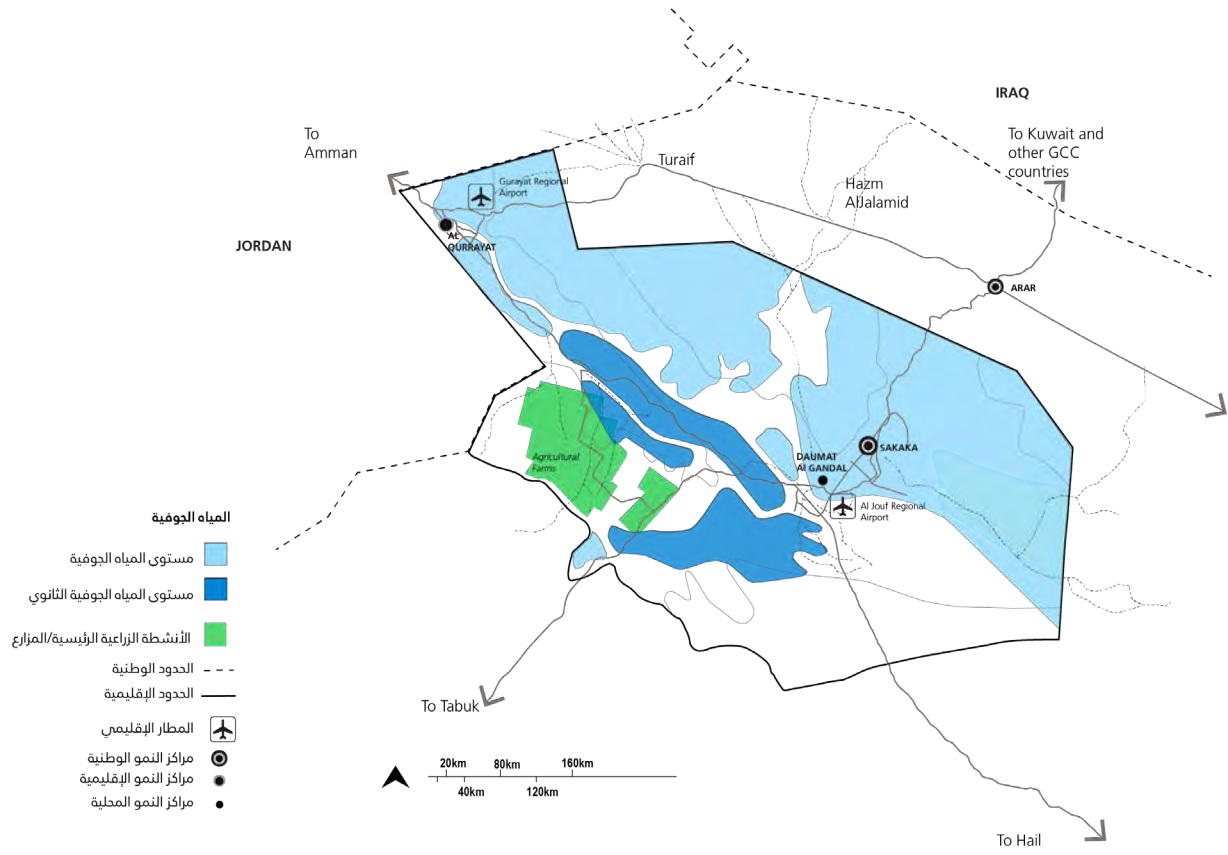 IRAQ
To
Amman
To Kuwait and
other GCC
countries
Turaif
Gurayat Regional
Airport
Hazm
AlJalamid
AL
QURRAYAT
JORDAN
ARAR
SAKAKA
DAUMAT
Al GANDAL
Agricultural
Farms
Al Jouf Regional
Airport
المياه الجوفية
مستوى المياه الجوفية
مستوى المياه الجوفية الثانوي
الأنشطة الزراعية الرئيسية/المزارع
الحدود الوطنية
الحدود الإقليمية
المطار الإقليمي
مراكز النمو الوطنية
مراكز النمو الإقليمية
مراكز النمو المحلية
To Tabuk
20km 80km 160km
40km 120km
To Hail